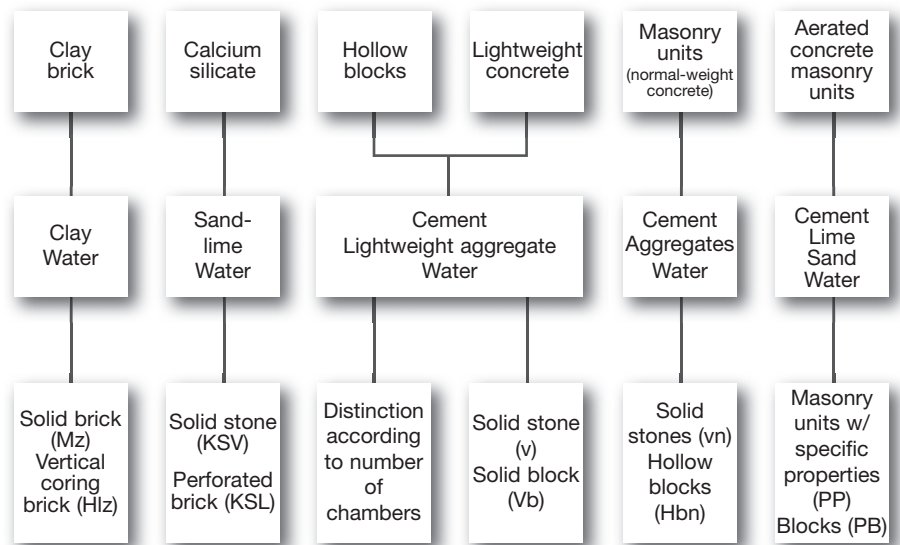 Clay
brick
Calcium
silicate
Hollow
blocks
Lightweight
concrete
Masonry
units
(normal-weight
concrete)
Aerated
concrete
masonry
units
Clay
Water
Sand-
lime
Water
Cement
Lightweight aggregate
Water
Cement
Aggregates
Water
Cement
Lime
Sand
Water
Solid brick
(Mz)
Vertical
coring
brick (Hlz)
Solid stone
(KSV)
Perforated
brick (KSL)
Distinction
according
to number
of
chambers
Solid stone
(v)
Solid block
(Vb)
Solid
stones (vn)
Hollow
blocks
(Hbn)
Masonry
units w/
specific
properties
(PP)
Blocks (PB)